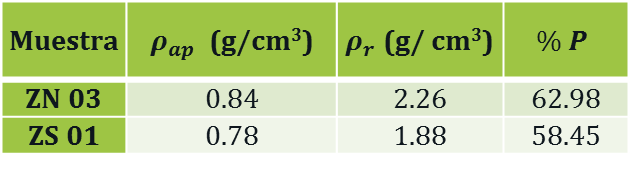 Muestra ρap (g/cm³) ρr (g/ cm³) % P
ZN 03 0.84 2.26 62.98
ZS 01 0.78 1.88 58.45